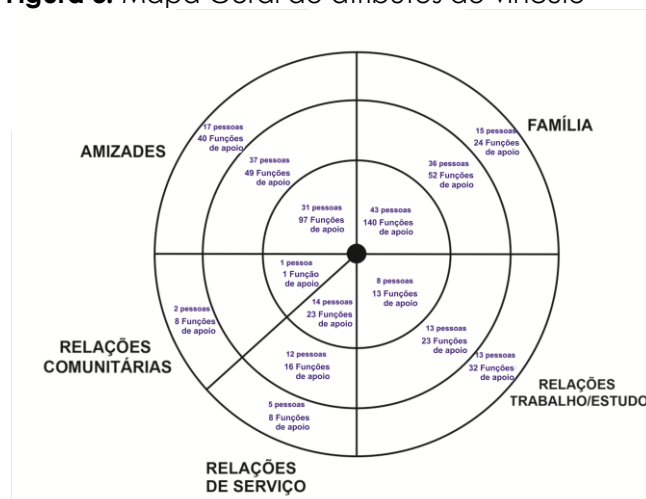 Figura 3. Mapa Geral de atributos do vínculo
AMIZADES
17 pessoas
40 Funções
de apoio
37 pessoas
49 Funções
de apoio
31 pessoas
97 Funções
de apoio
FAMÍLIA
15 pessoas
24 Funções
de apoio
36 pessoas
52 Funções
de apoio
43 pessoas
140 Funções
de apoio
RELAÇÕES
COMUNITÁRIAS
1 pessoa
1 Função
de apoio
2 pessoas
8 Funções
de apoio
RELAÇÕES
DE SERVIÇO
14 pessoas
23 Funções
de apoio
12 pessoas
16 Funções
de apoio
5 pessoas
8 Funções
de apoio
RELAÇÕES
TRABALHO/ESTUDO
8 pessoas
13 Funções
de apoio
13 pessoas
23 Funções
de apoio
13 pessoas
32 Funções
de apoio